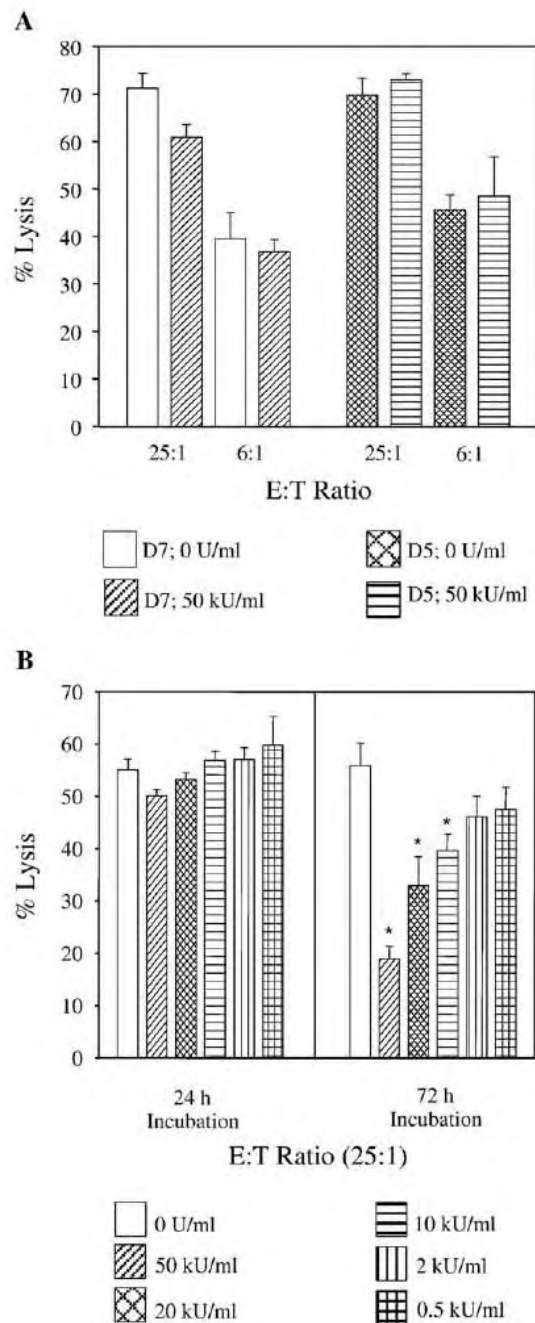 A
80
70
60
50
40
30
20
10
0
% Lysis
25:1 6:1 25:1 6:1
E:T Ratio
D7; 0 U/ml D5; 0 U/ml
D7; 50 kU/ml D5; 50 kU/ml
B
70
60
50
40
30
20
10
0
% Lysis
* * *
24 h 72 h
Incubation Incubation
E:T Ratio (25:1)
0 U/ml 10 kU/ml
50 kU/ml 2 kU/ml
20 kU/ml 0.5 kU/ml